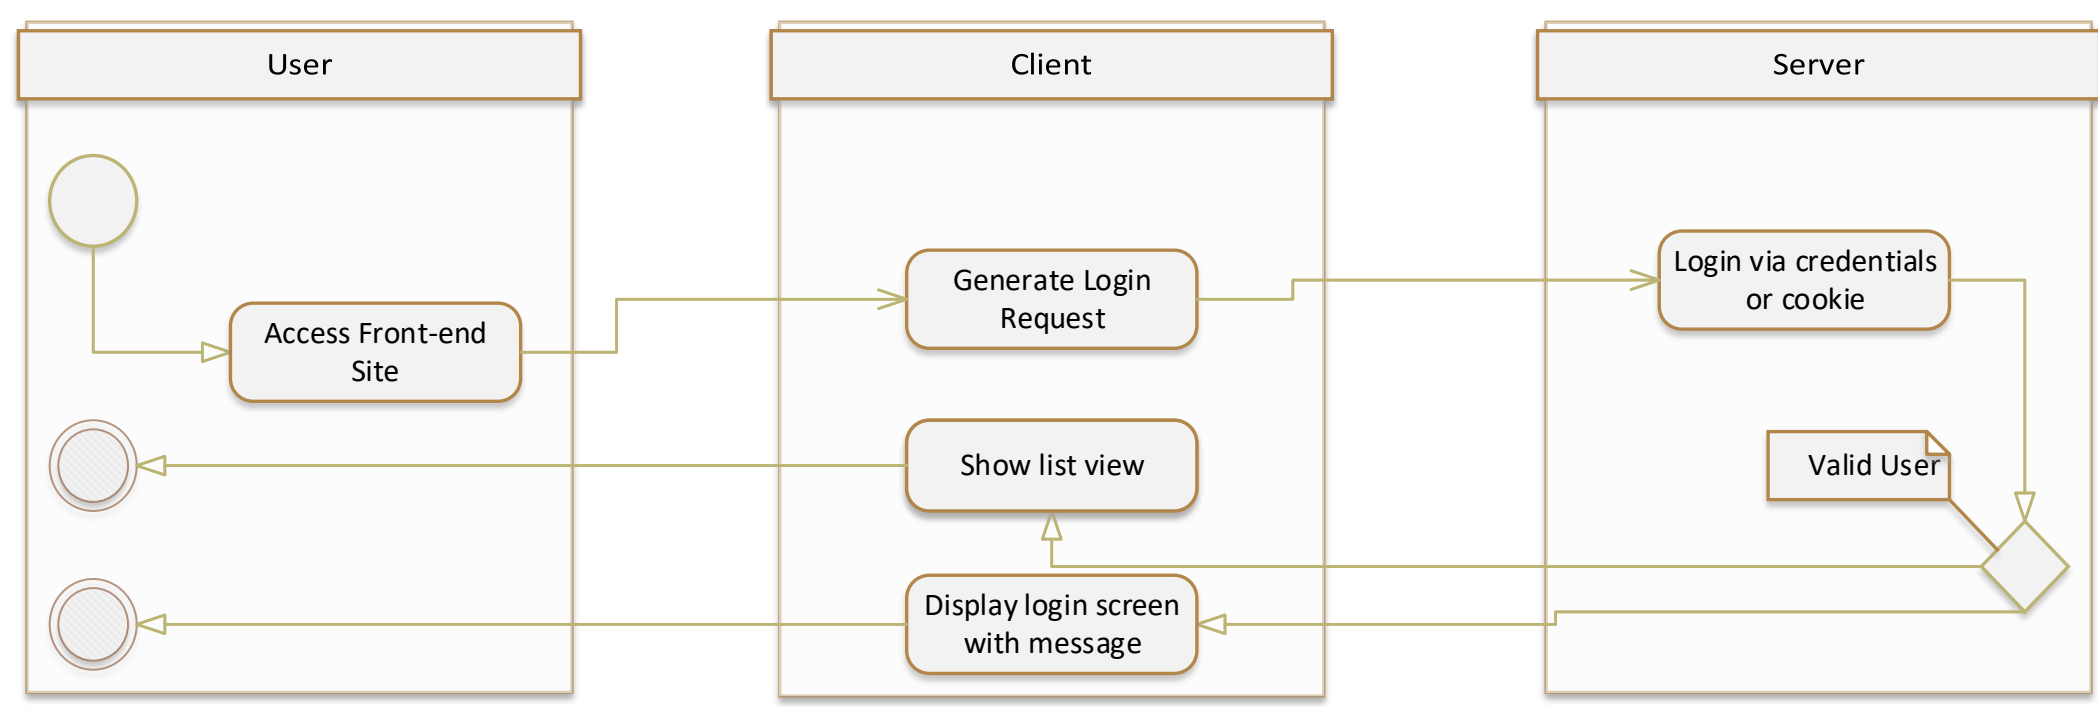 User
Client
Server
Access Front-end
Site
Generate Login
Request
Login via credentials
or cookie
Show list view
Valid User
Display login screen
with message